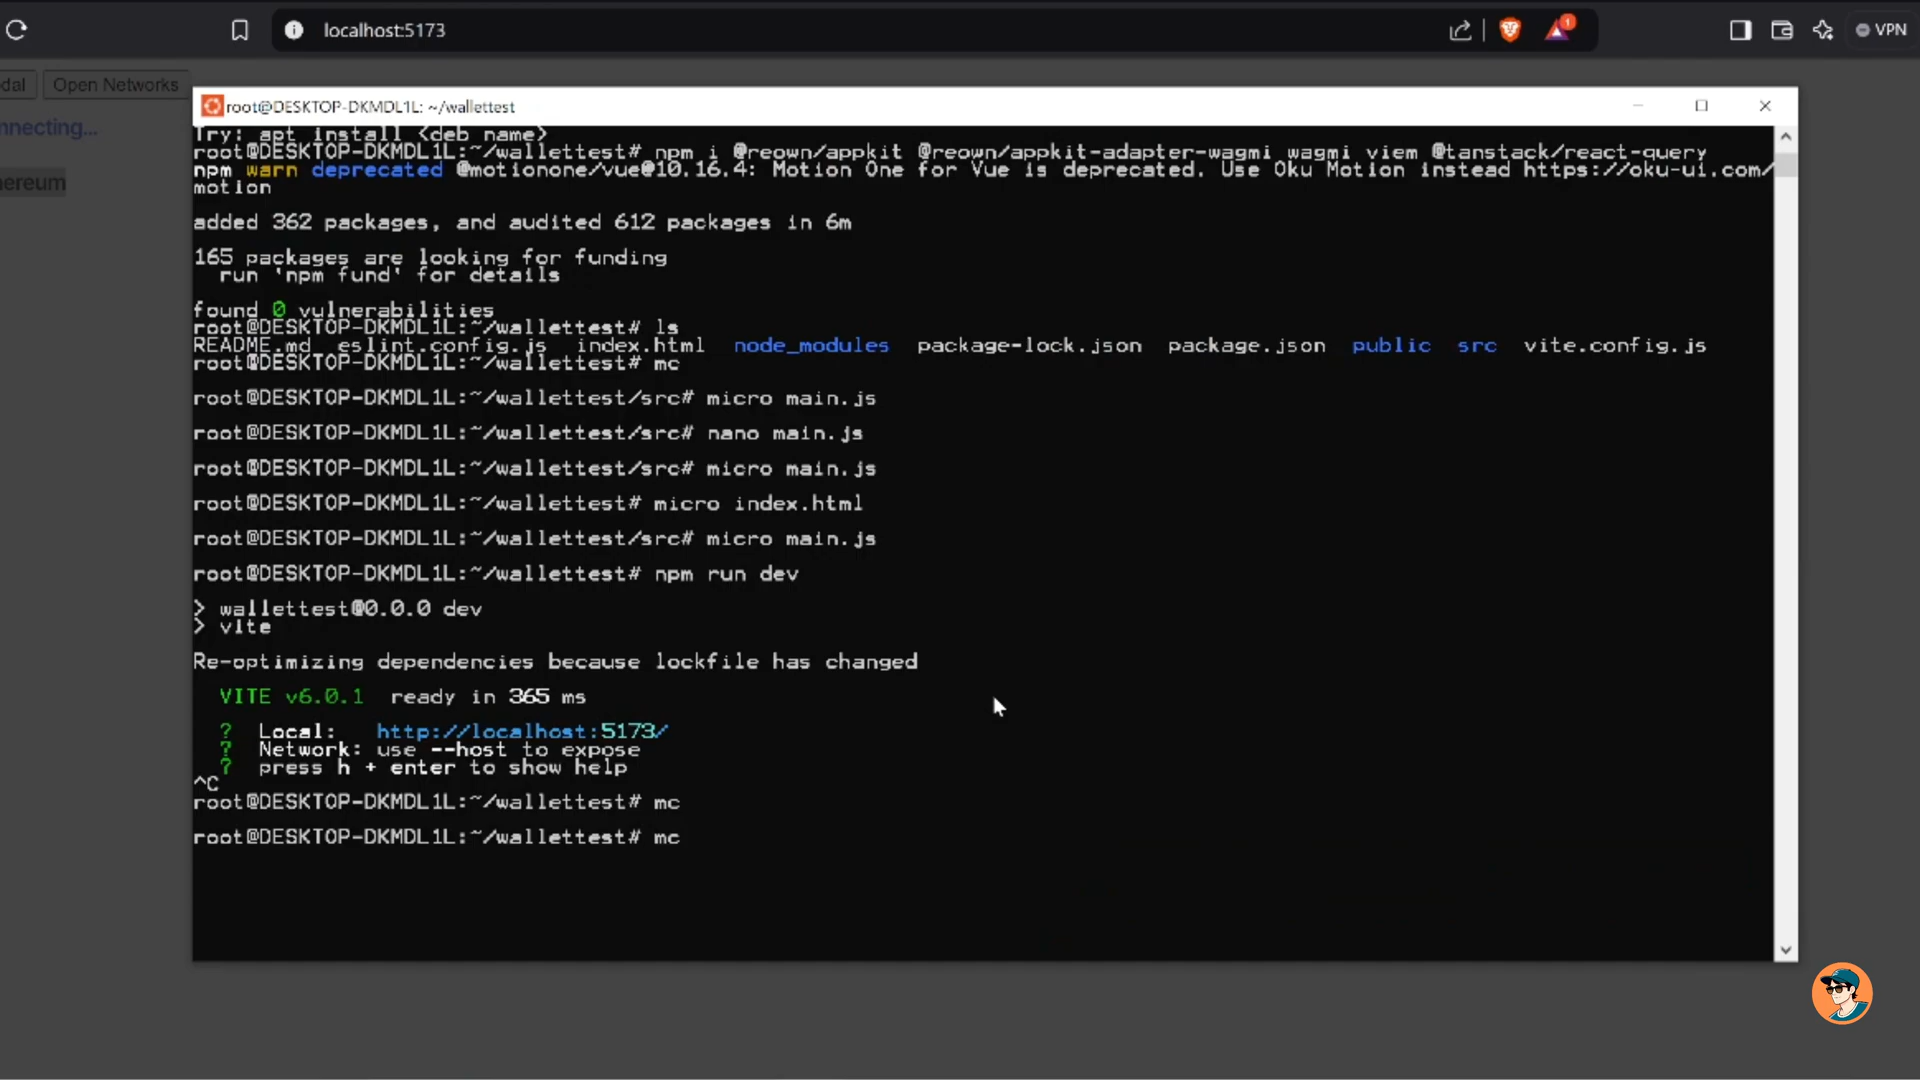 localhost:5173
1
VPN
dal
Open Networks
nnecting...
ereum
root@DESKTOP-DKMDL1L: ~/wallettest
Try: apt install <deb name>
root@DESKTOP-DKMDL1L:~/wallettest# npm i @reown/appkit @reown/appkit-adapter-wagmi wagmi viem @tanstack/react-query
npm warn deprecated @motionone/vue@10.16.4: Motion One for Vue is deprecated. Use Oku Motion instead https://oku-ui.com/
motion
added 362 packages, and audited 612 packages in 6m
165 packages are looking for funding
run 'npm fund' for details
found 0 vulnerabilities
root@DESKTOP-DKMDL1L:~/wallettest# ls
README.md eslint.config.js index.html node_modules package-lock.json package.json public src vite.config.js
root@DESKTOP-DKMDL1L:~/wallettest# mc
root@DESKTOP-DKMDL1L:~/wallettest/src# micro main.js
root@DESKTOP-DKMDL1L:~/wallettest/src# nano main.js
root@DESKTOP-DKMDL1L:~/wallettest/src# micro main.js
root@DESKTOP-DKMDL1L:~/wallettest# micro index.html
root@DESKTOP-DKMDL1L:~/wallettest/src# micro main.js
root@DESKTOP-DKMDL1L:~/wallettest# npm run dev
> wallettest@0.0.0 dev
> vite
Re-optimizing dependencies because lockfile has changed
VITE v6.0.1 ready in 365 ms
? Local: http://localhost:5173/
? Network: use --host to expose
? press h + enter to show help
^C
root@DESKTOP-DKMDL1L:~/wallettest# mc
root@DESKTOP-DKMDL1L:~/wallettest# mc